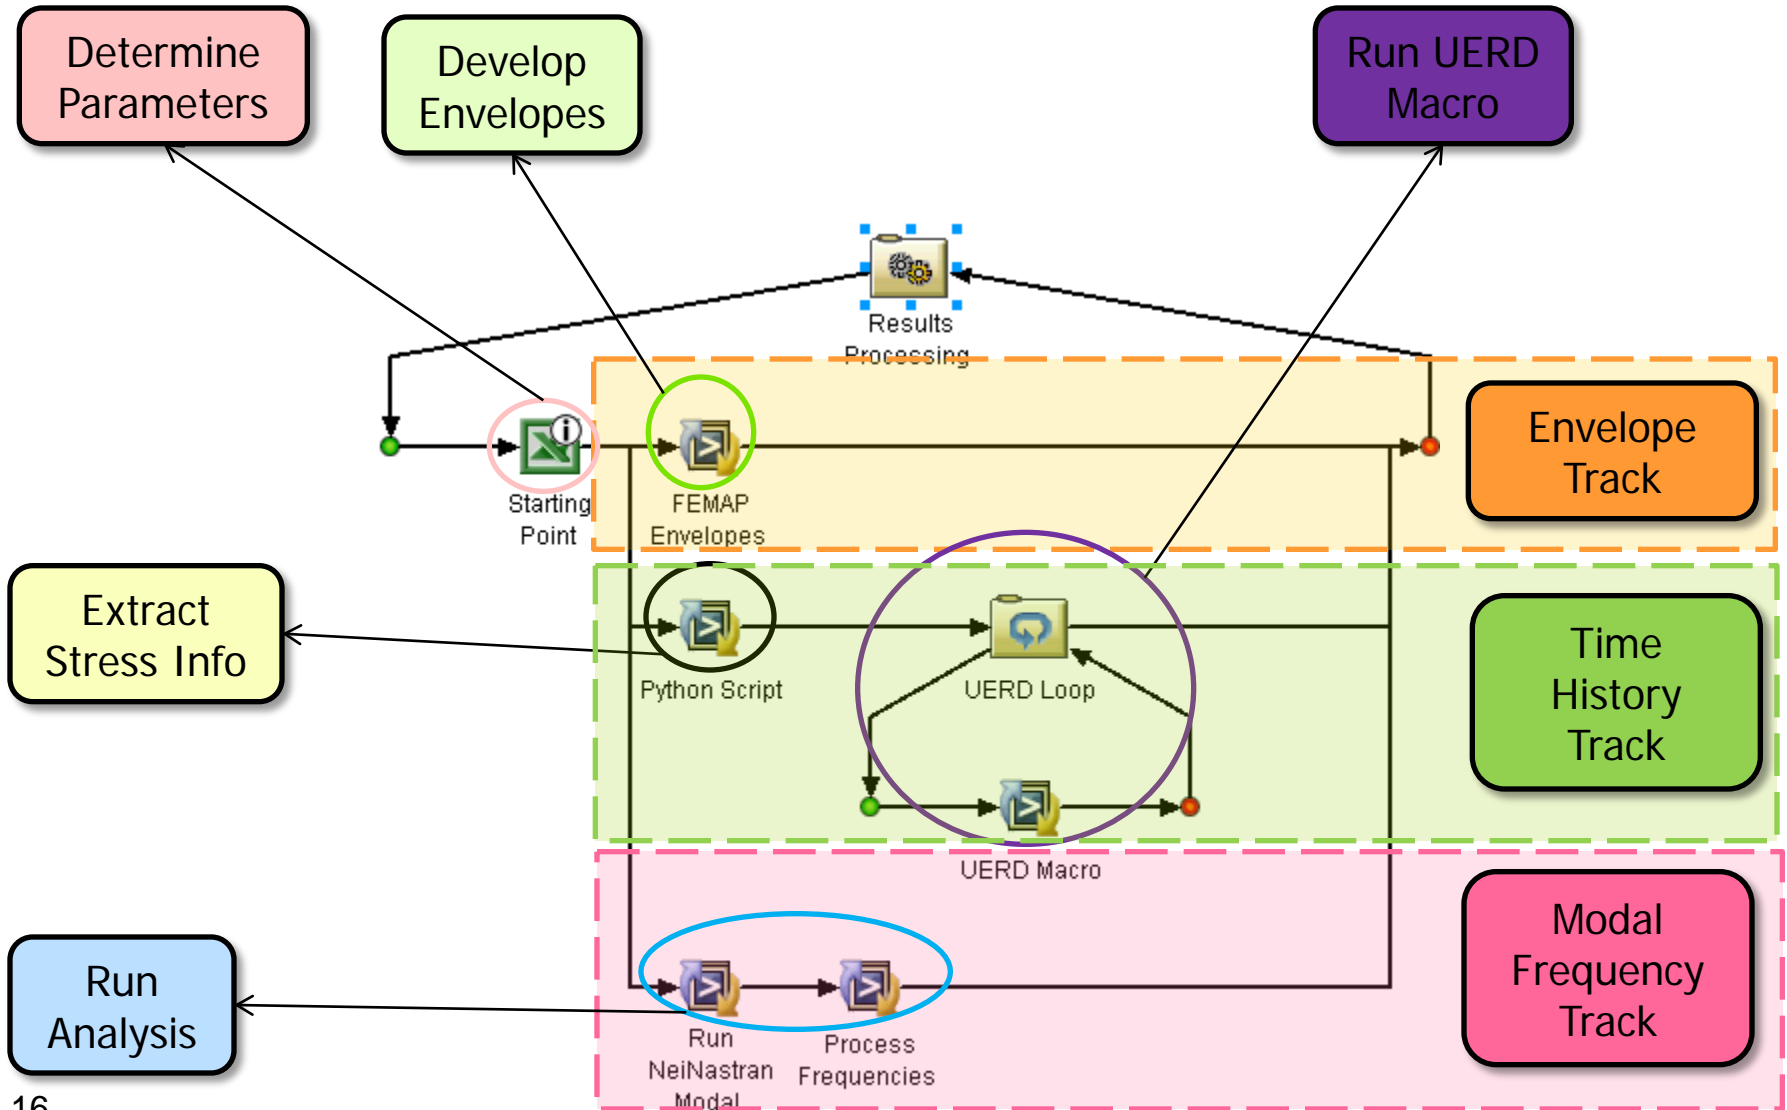 Determine
Parameters
Develop
Envelopes
Run UERD
Macro
Results
Processing
Starting
Point
FEMAP
Envelopes
Envelope
Track
Extract
Stress Info
Python Script
UERD Loop
Time
History
Track
UERD Macro
Run
Analysis
Run
NeiNastran
Modal
Process
Frequencies
Modal
Frequency
Track
16